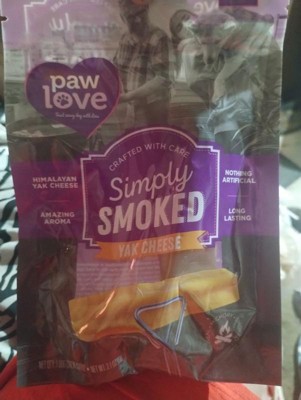 paw
love
CRAFTED WITH CARE
Simply
SMOKED
YAK CHEESE
HIMALAYAN
YAK CHEESE
AMAZING
AROMA
NOTHING
ARTIFICIAL
LONG
LASTING